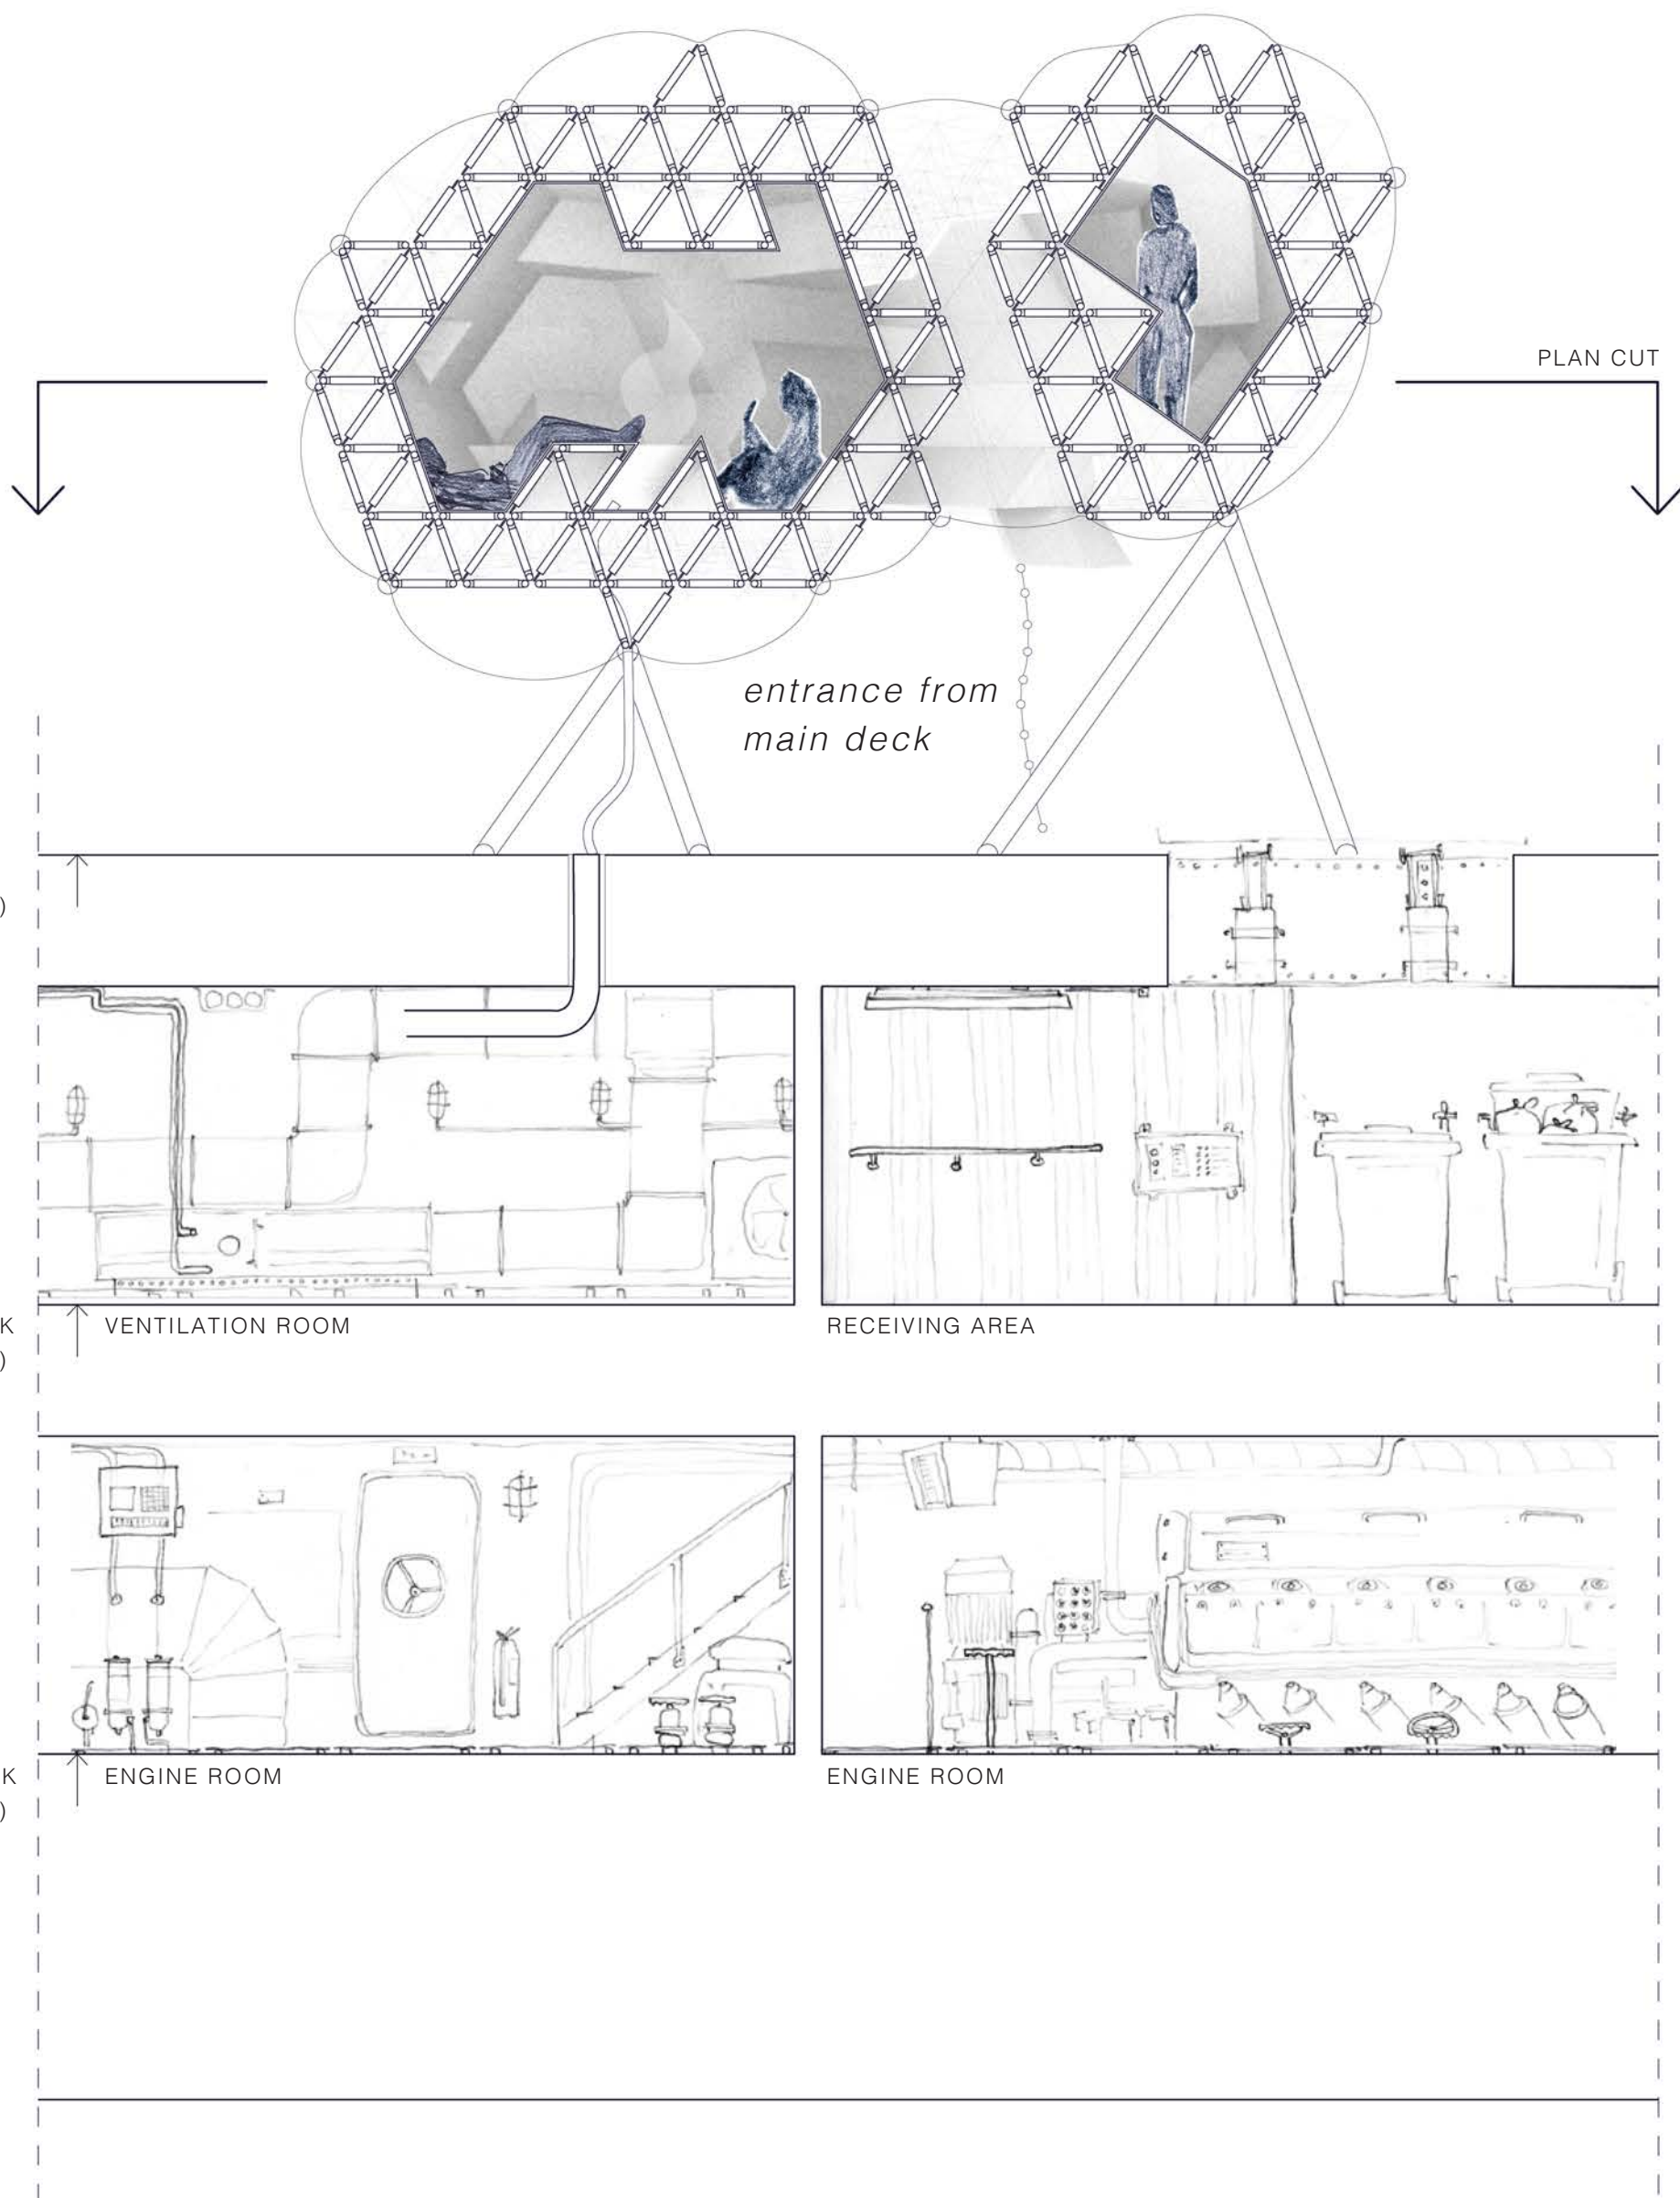 PLAN CUT
entrance from
main deck
)
K
)
VENTILATION ROOM
RECEIVING AREA
K
)
ENGINE ROOM
ENGINE ROOM